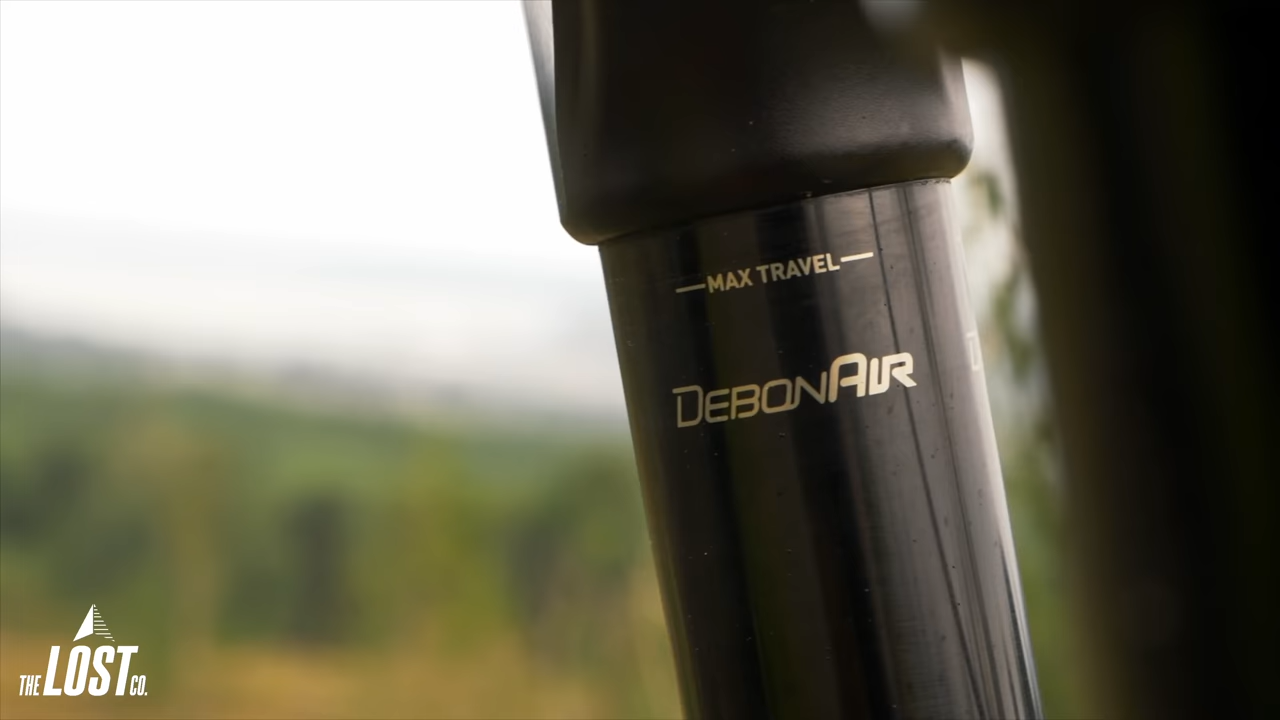 —MAX TRAVEL—
DEBONAIR
THE LOST CO.